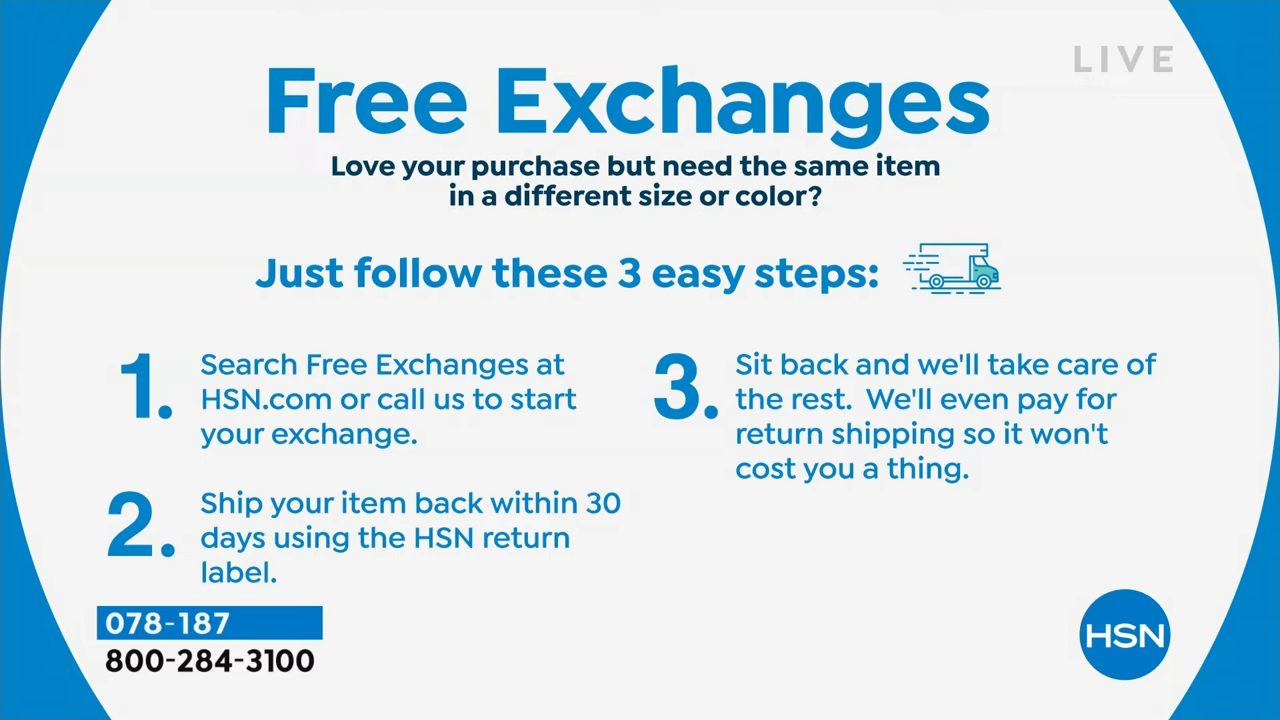 LIVE
Free Exchanges
Love your purchase but need the same item
in a different size or color?
Just follow these 3 easy steps:
1. Search Free Exchanges at
HSN.com or call us to start
your exchange.
2. Ship your item back within 30
days using the HSN return
label.
3. Sit back and we'll take care of
the rest.  We'll even pay for
return shipping so it won't
cost you a thing.
078-187
800-284-3100
HSN